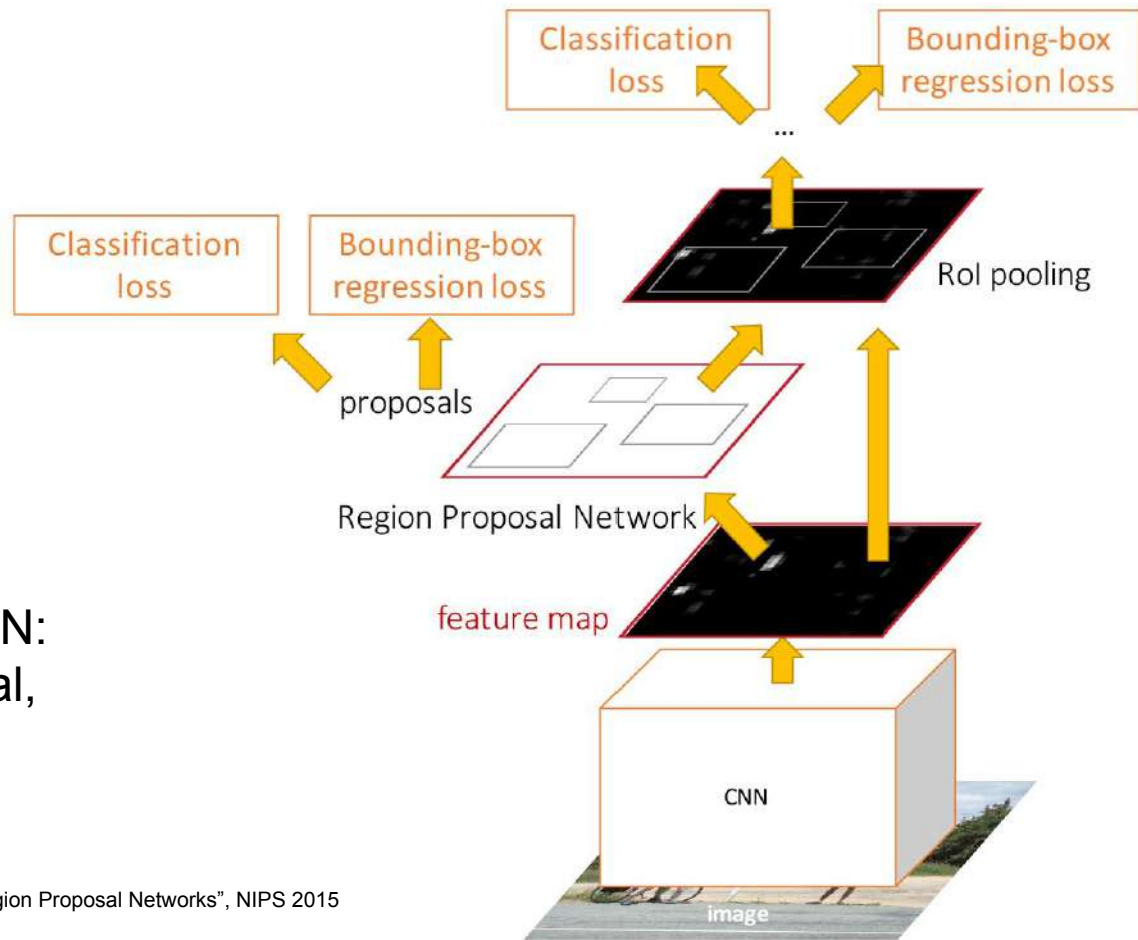 Classification
loss
Bounding-box
regression loss
...
Classification
loss
Bounding-box
regression loss
RoI pooling
proposals
Region Proposal Network
feature map
N:
al,
CNN
image
gion Proposal Networks”, NIPS 2015